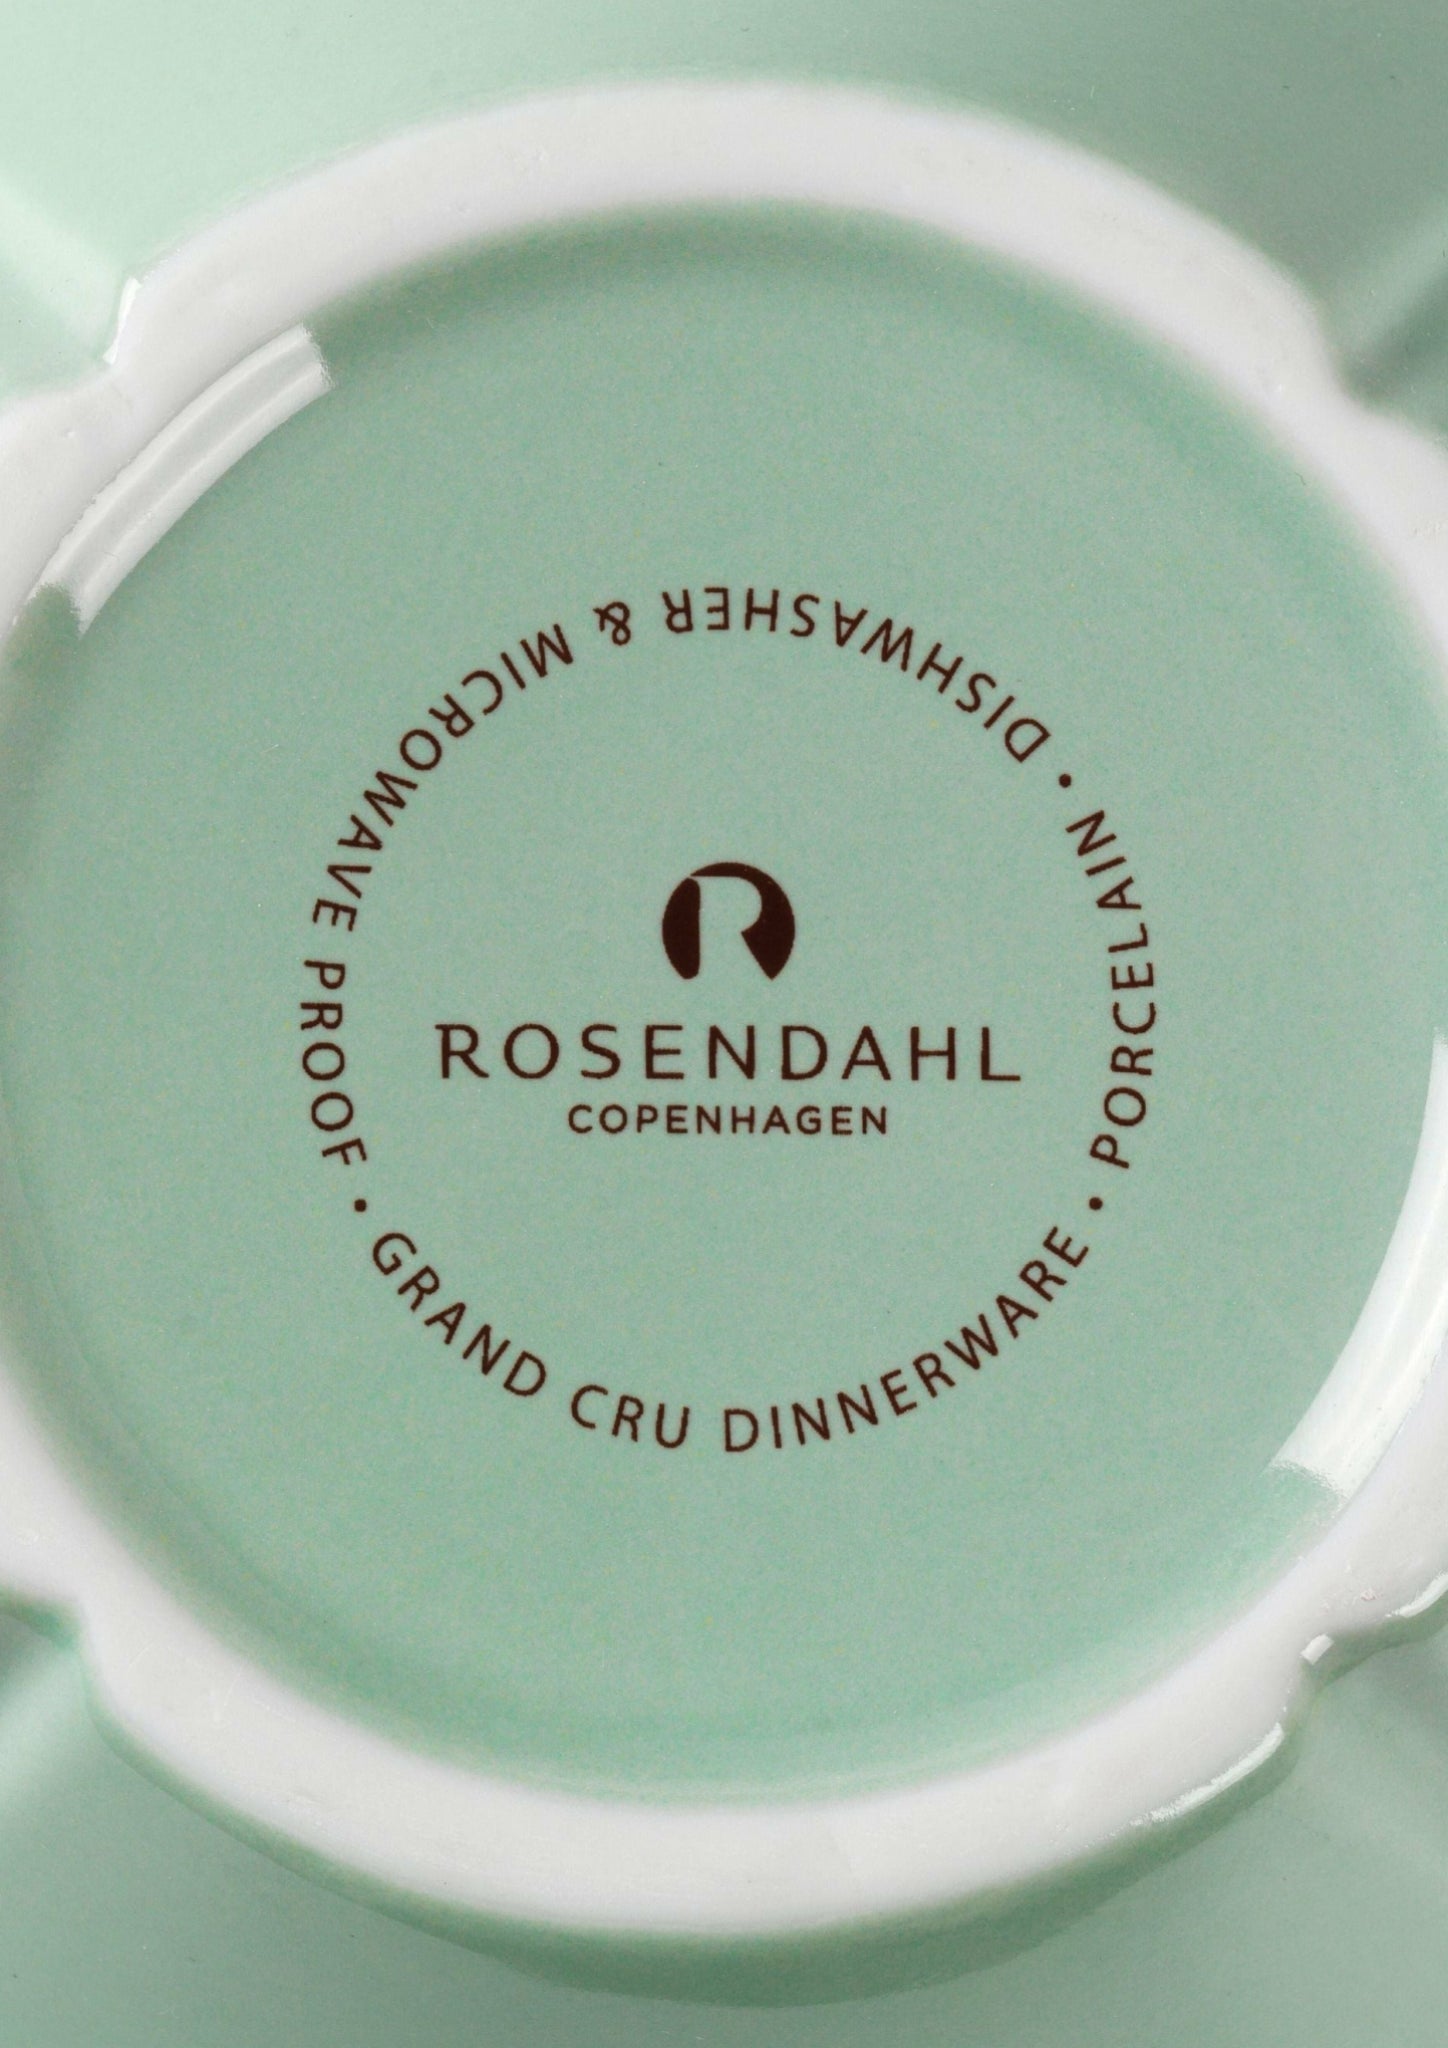 R
ROSENDAHL
COPENHAGEN
GRAND CRU DINNERWARE • PORCELAIN • DISHWASHER & MICROWAVE PROOF •